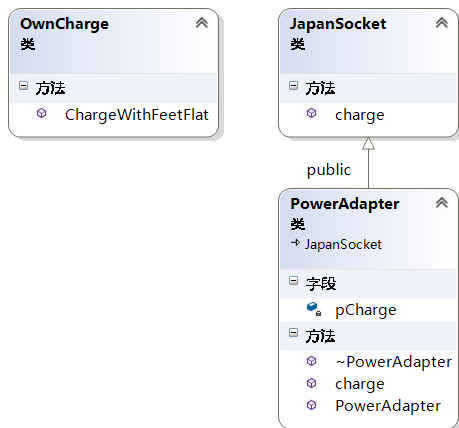 OwnCharge
类
方法
ChargeWithFeetFlat
JapanSocket
类
方法
charge
public
PowerAdapter
类
JapanSocket
字段
pCharge
方法
~PowerAdapter
charge
PowerAdapter